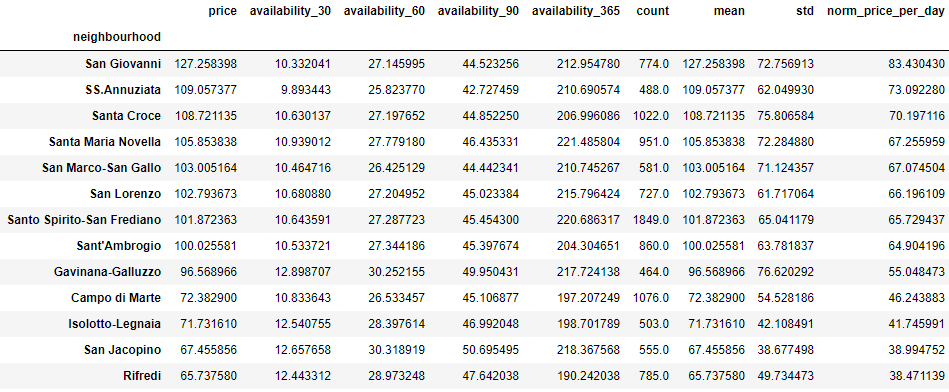 price availability_30 availability_60 availability_90 availability_365 count mean std norm_price_per_day
neighbourhood
San Giovanni 127.258398 10.332041 27.145995 44.523256 212.954780 774.0 127.258398 72.756913 83.430430
SS.Annuziata 109.057377 9.893443 25.823770 42.727459 210.690574 488.0 109.057377 62.049930 73.092280
Santa Croce 108.721135 10.630137 27.197652 44.852250 206.996086 1022.0 108.721135 75.806584 70.197116
Santa Maria Novella 105.853838 10.939012 27.779180 46.435331 221.485804 951.0 105.853838 72.284880 67.255959
San Marco-San Gallo 103.005164 10.464716 26.425129 44.442341 210.745267 581.0 103.005164 71.124357 67.074504
San Lorenzo 102.793673 10.680880 27.204952 45.023384 215.796424 727.0 102.793673 61.717064 66.196109
Santo Spirito-San Frediano 101.872363 10.643591 27.287723 45.454300 220.686317 1849.0 101.872363 65.041179 65.729437
Sant'Ambrogio 100.025581 10.533721 27.344186 45.397674 204.304651 860.0 100.025581 63.781837 64.904196
Gavinana-Galluzzo 96.568966 12.898707 30.252155 49.950431 217.724138 464.0 96.568966 76.620292 55.048473
Campo di Marte 72.382900 10.833643 26.533457 45.106877 197.207249 1076.0 72.382900 54.528186 46.243883
Isolotto-Legnaia 71.731610 12.540755 28.397614 46.992048 198.701789 503.0 71.731610 42.108491 41.745991
San Jacopino 67.455856 12.657658 30.318919 50.695495 218.367568 555.0 67.455856 38.677498 38.994752
Rifredi 65.737580 12.443312 28.973248 47.642038 190.242038 785.0 65.737580 49.734473 38.471139